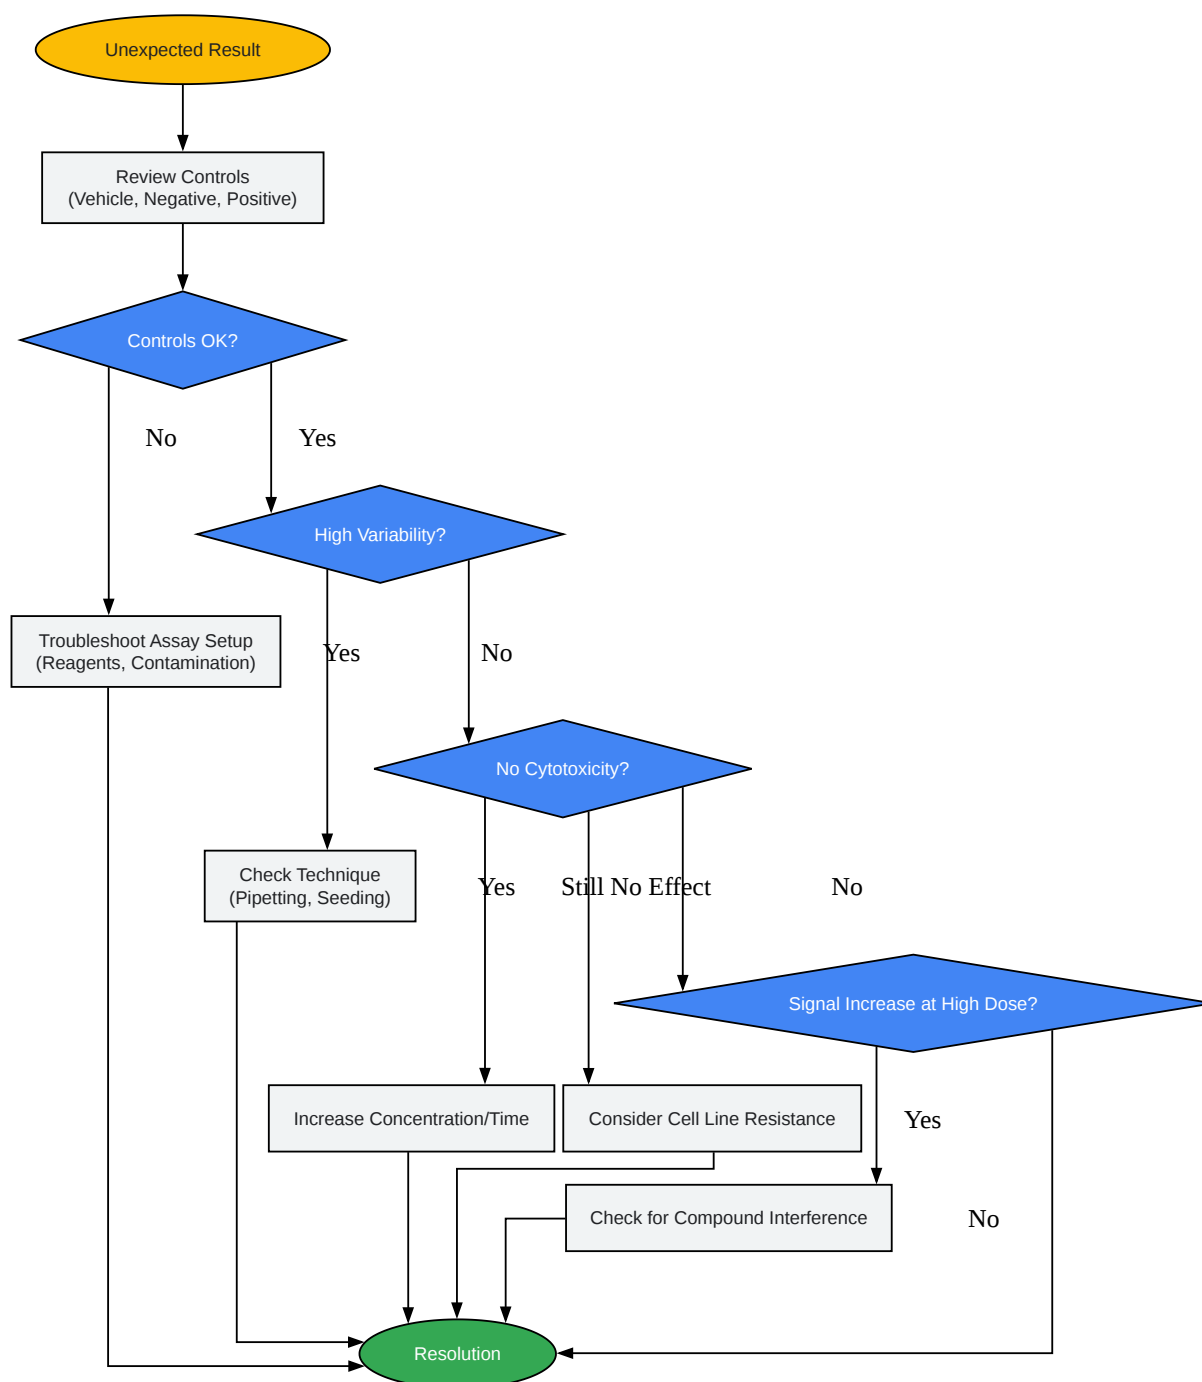 Unexpected Result
Review Controls
(Vehicle, Negative, Positive)
Controls OK?
No
Yes
High Variability?
Troubleshoot Assay Setup
(Reagents, Contamination)
Yes
No
No Cytotoxicity?
Check Technique
(Pipetting, Seeding)
Yes
Still No Effect
No
Signal Increase at High Dose?
Increase Concentration/Time
Consider Cell Line Resistance
Yes
Check for Compound Interference
No
Resolution